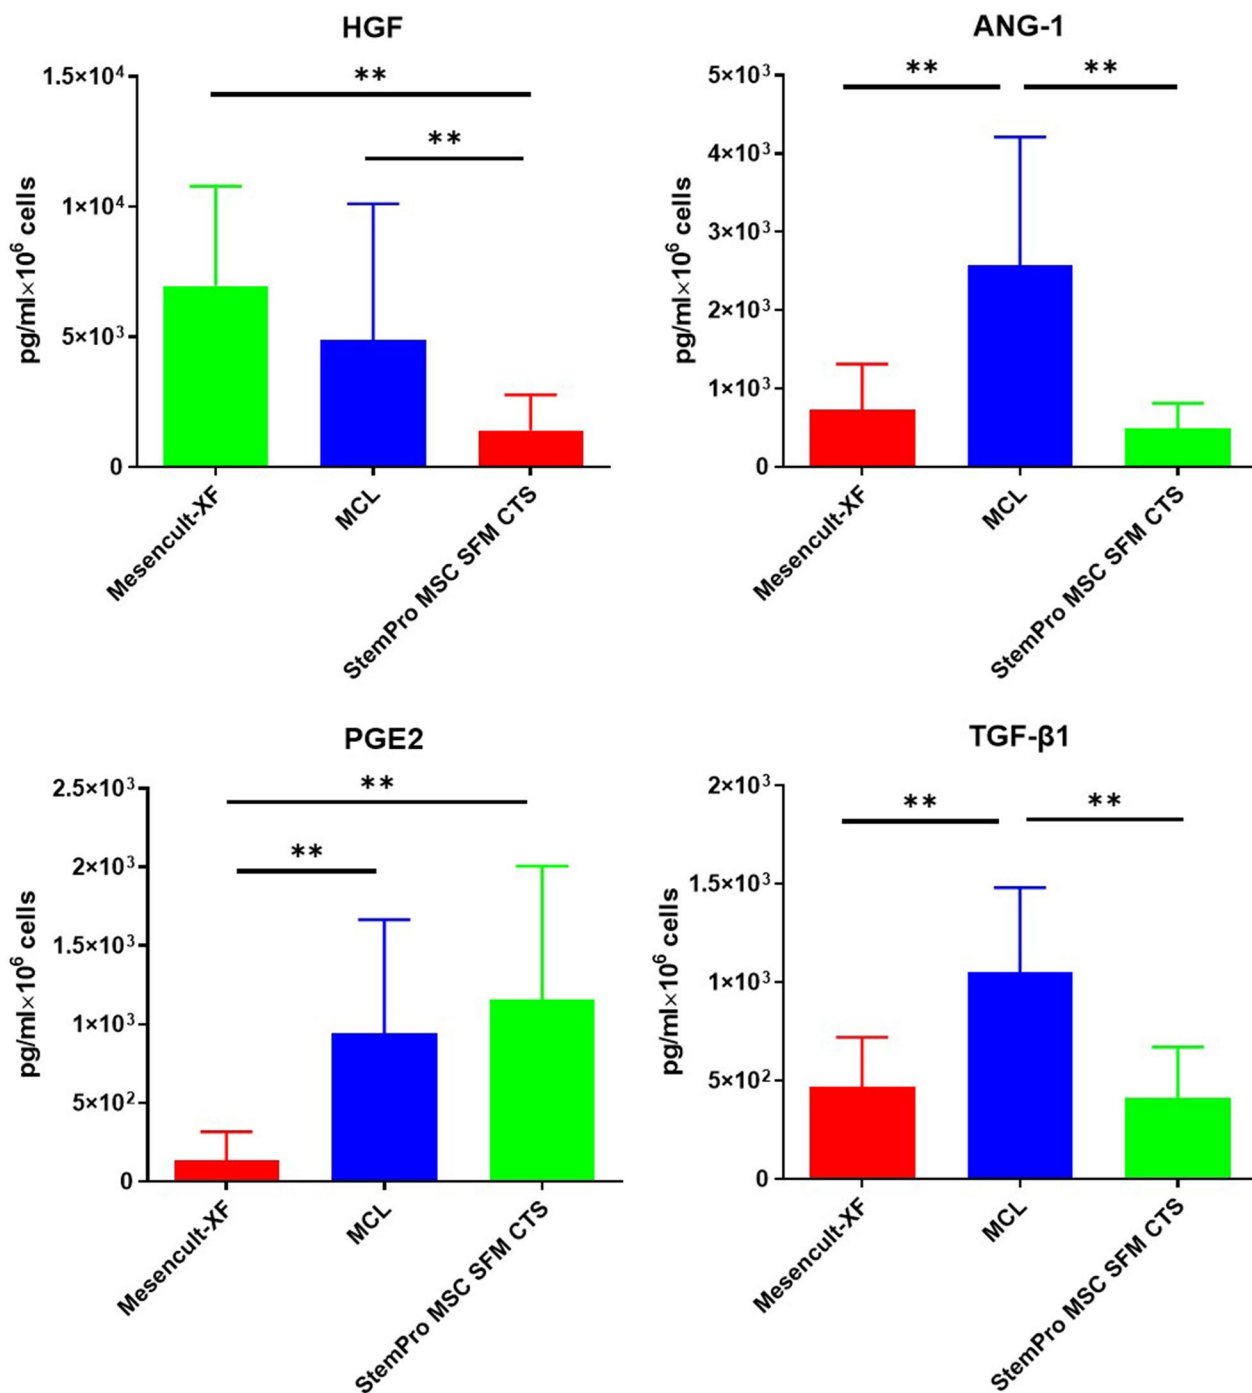 HGF
**
**
1.5×10⁴
1×10⁴
5×10³
0
pg/ml×10⁶ cells
Mesencult-XF
MCL
StemPro MSC SFM CTS
ANG-1
**
**
5×10³
4×10³
3×10³
2×10³
1×10³
0
pg/ml×10⁶ cells
Mesencult-XF
MCL
StemPro MSC SFM CTS
PGE2
**
**
2.5×10³
2×10³
1.5×10³
1×10³
5×10²
0
pg/ml×10⁶ cells
Mesencult-XF
MCL
StemPro MSC SFM CTS
TGF-β1
**
**
2×10³
1.5×10³
1×10³
5×10²
0
pg/ml×10⁶ cells
Mesencult-XF
MCL
StemPro MSC SFM CTS